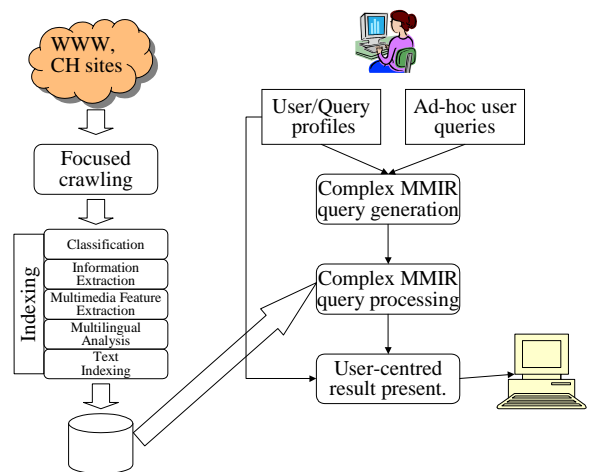 WWW,
CH sites
Focused
crawling
Indexing
Classification
Information
Extraction
Multimedia Feature
Extraction
Multilingual
Analysis
Text
Indexing
User/Query
profiles
Ad-hoc user
queries
Complex MMIR
query generation
Complex MMIR
query processing
User-centred
result present.